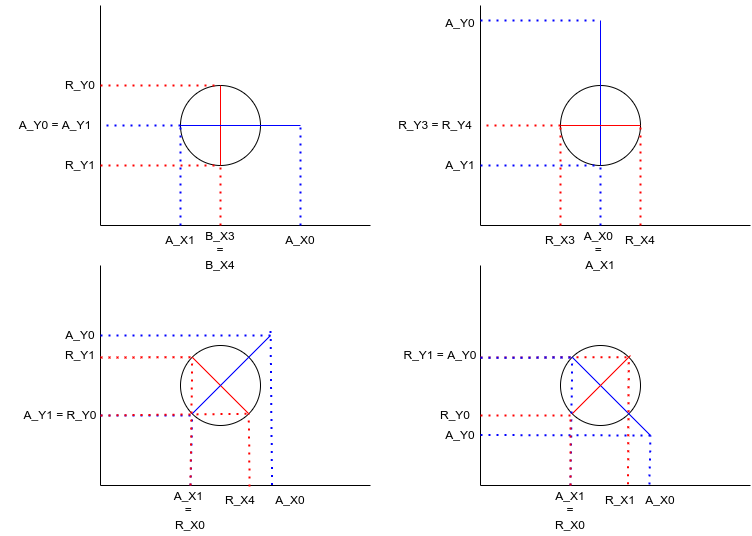 R_Y0
A_Y0 = A_Y1
R_Y1
A_X1
B_X3
=
B_X4
A_X0
A_Y0
R_Y3 = R_Y4
A_Y1
R_X3
A_X0
=
A_X1
R_X4
A_Y0
R_Y1
A_Y1 = R_Y0
A_X1
=
R_X0
R_X4
A_X0
R_Y1 = A_Y0
R_Y0
A_Y0
A_X1
=
R_X0
R_X1
A_X0